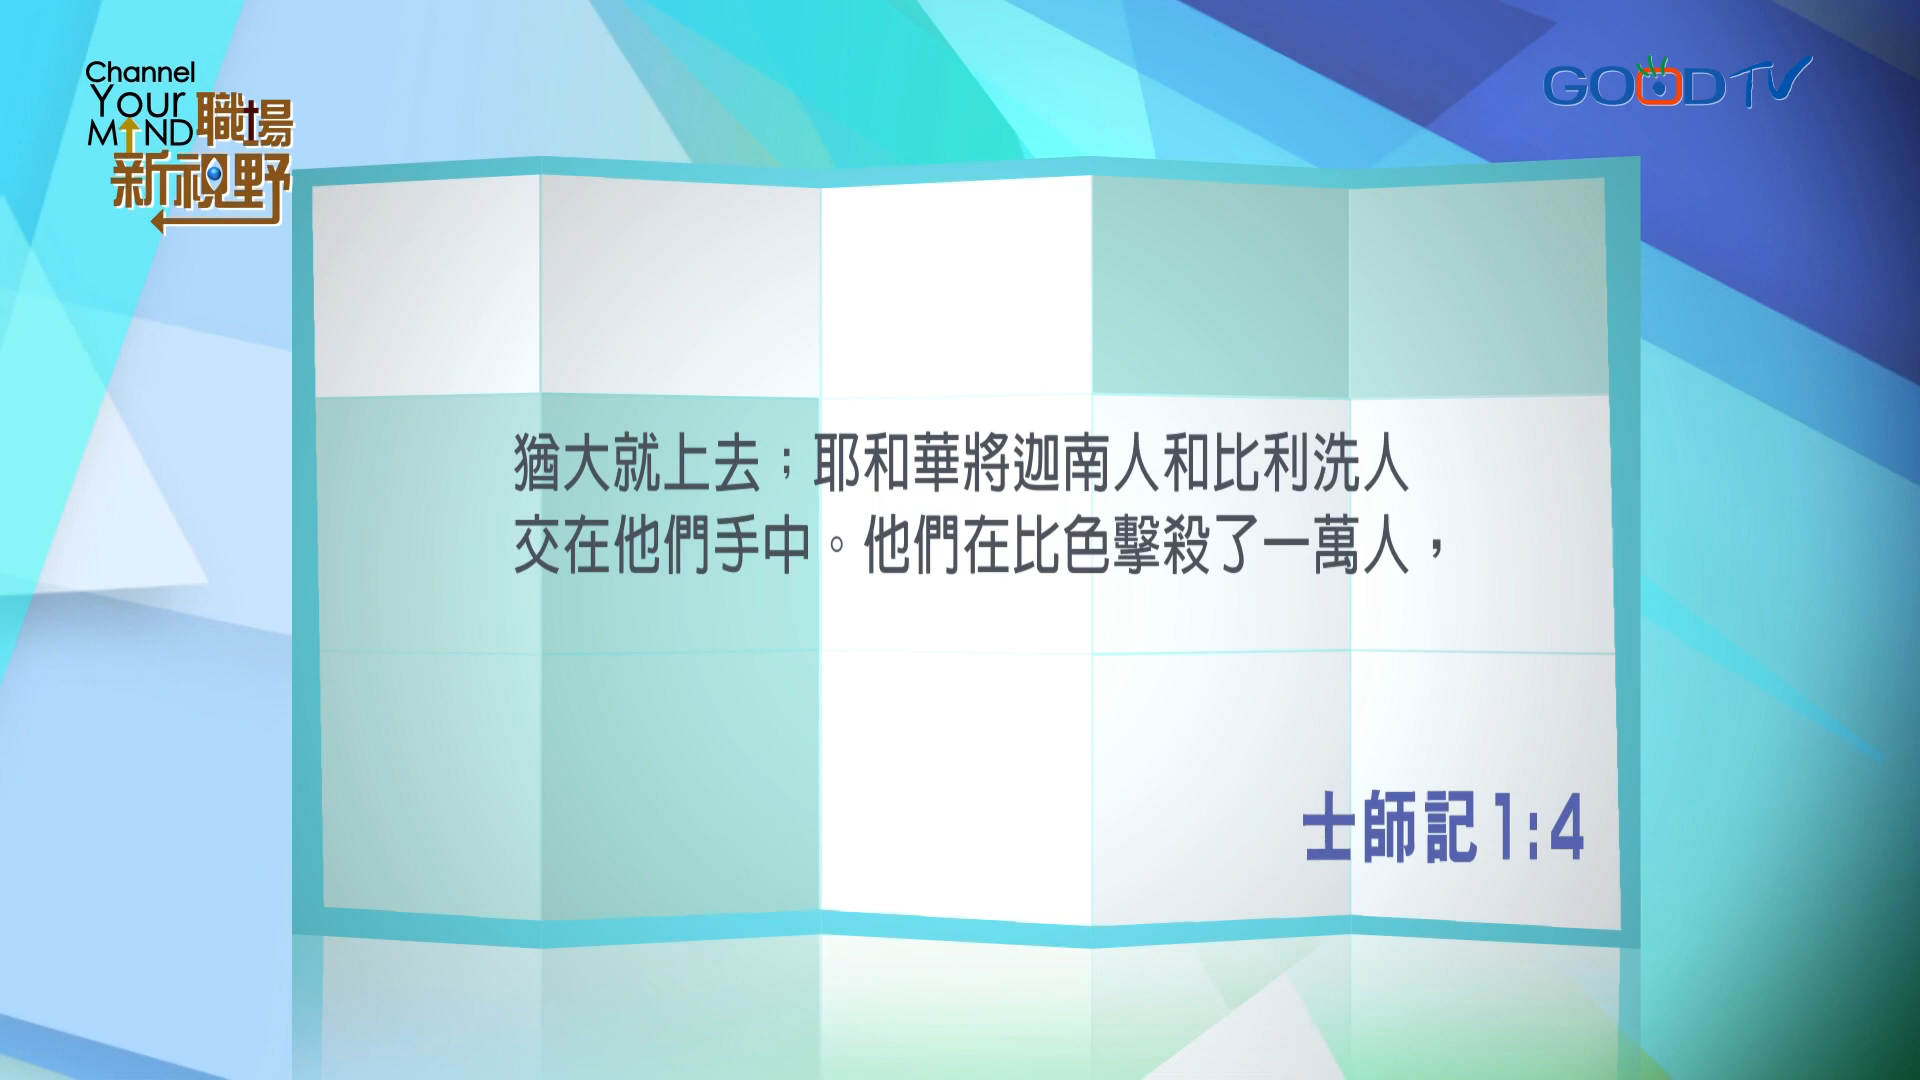 Channel
Your
MIND 職場
新視野
GOODTV
猶大就上去；耶和華將迦南人和比利洗人
交在他們手中。他們在比色擊殺了一萬人，
士師記1:4